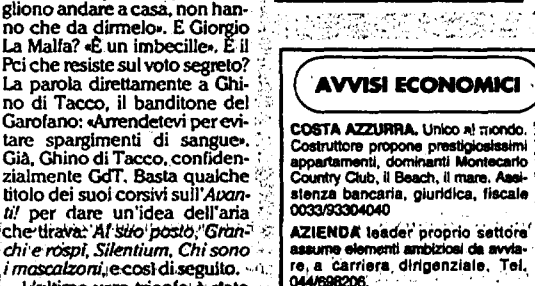 gliono andare a casa, non han-
no che da dirmelo». E Giorgio
La Malfa? «È un imbecille». E il
Pci che resiste sul voto segreto?
La parola direttamente a Ghi-
no di Tacco, il banditone del
Garofano: «Arrendetevi per evi-
tare spargimenti di sangue».
Già, Ghino di Tacco, confiden-
zialmente GdT. Basta qualche
titolo dei suoi corsivi sull'Avan-
ti! per dare un'idea dell'aria
che tirava: Al suo posto, Gran-
chi e rospi, Silentium, Chi sono
i mascalzoni, e così di seguito.
AVVISI ECONOMICI
COSTA AZZURRA. Unico al mondo.
Costruttore propone prestigiosissimi
appartamenti, dominanti Montecarlo
Country Club, il Beach, il mare. Assi-
stenza bancaria, giuridica, fiscale
0033/93304040
AZIENDA leader proprio settore
assume elementi ambiziosi da avvia-
re, a carriera dirigenziale. Tel.
044/698206.